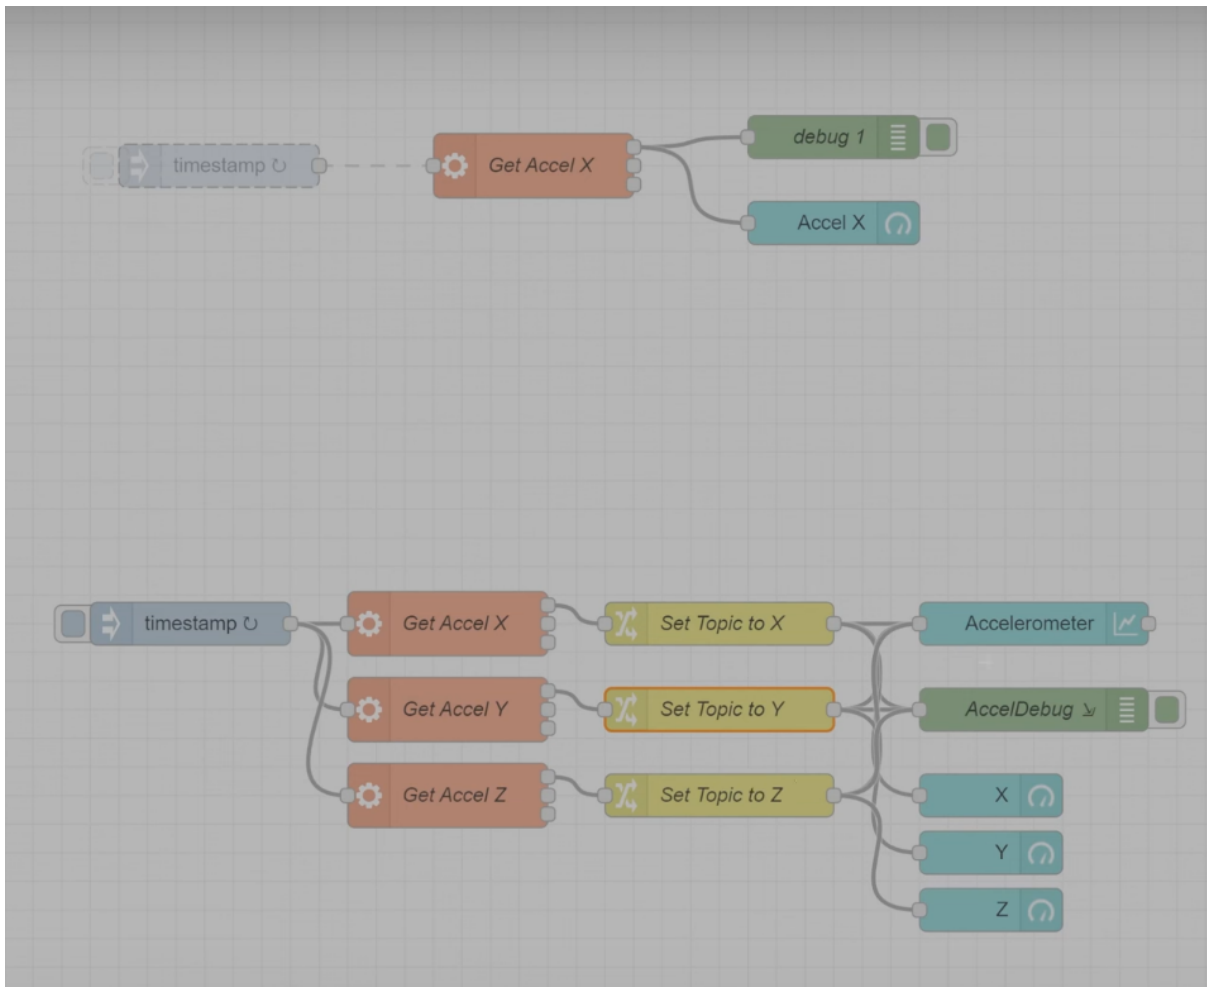 debug 1
timestamp ↻
Get Accel X
Accel X
timestamp ↻
Get Accel X
Set Topic to X
Accelerometer
Get Accel Y
Set Topic to Y
AccelDebug ⇲
Get Accel Z
Set Topic to Z
X
Y
Z